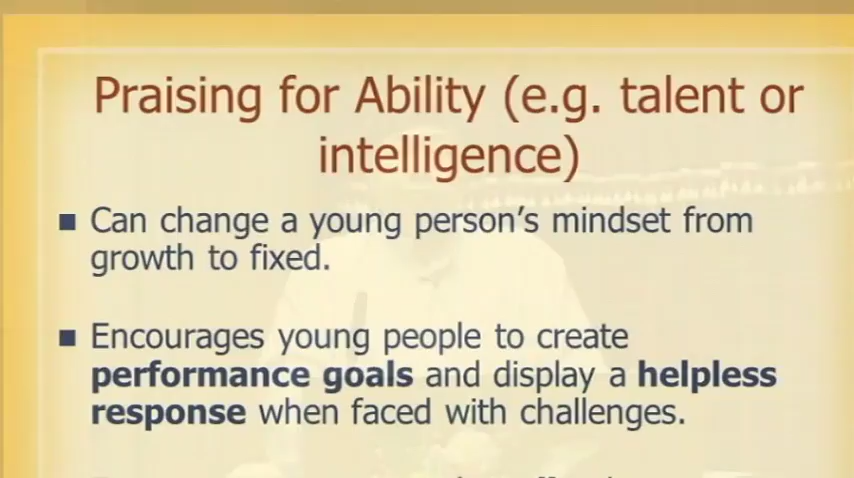 Praising for Ability (e.g. talent or
intelligence)
Can change a young person's mindset from
growth to fixed.
Encourages young people to create
performance goals and display a helpless
response when faced with challenges.